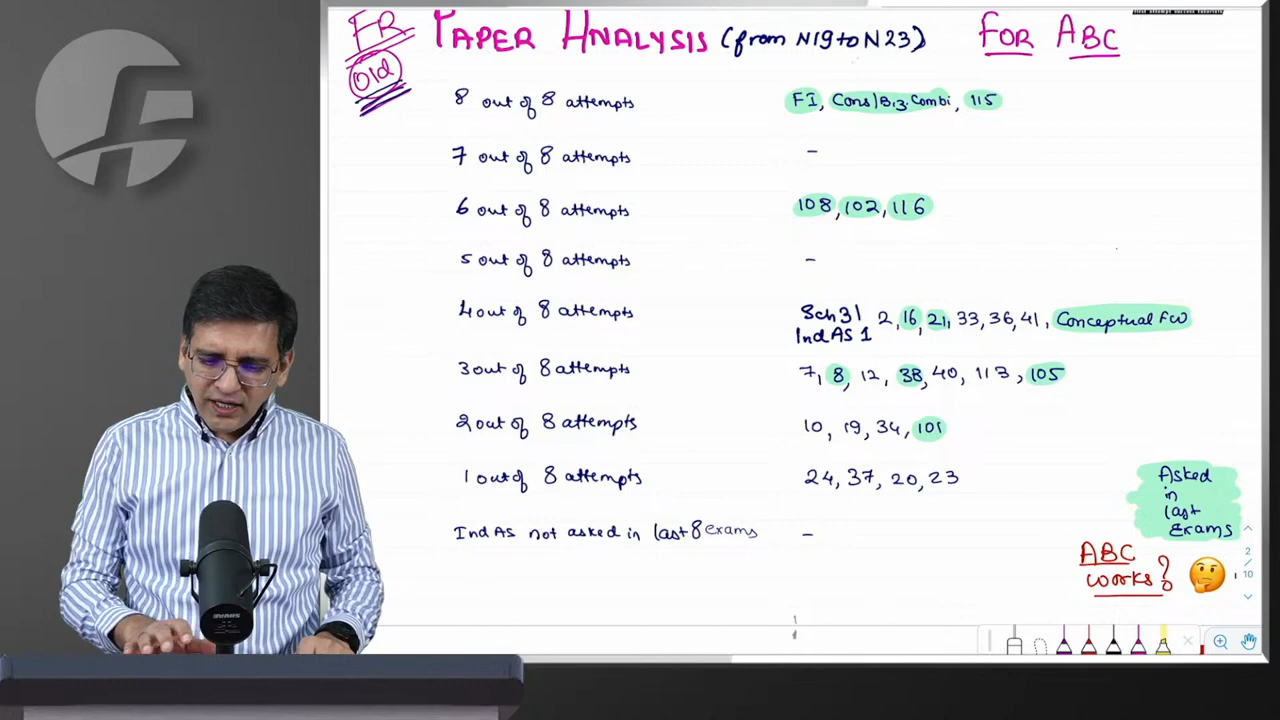 FR
Old
PAPER ANALYSIS (from N19 to N23) FOR ABC
8 out of 8 attempts FI, Cons/B.3.Combi, 115
7 out of 8 attempts -
6 out of 8 attempts 108, 102, 116
5 out of 8 attempts -
4 out of 8 attempts Sch 3/ Ind AS 1 2, 16, 21, 33, 36, 41, Conceptual FW
3 out of 8 attempts 7, 8, 12, 38, 40, 113, 105
2 out of 8 attempts 10, 19, 34, 101
1 out of 8 attempts 24, 37, 20, 23
Ind AS not asked in last 8 exams -
Asked
in
last
exams
ABC
works?
2
/
10